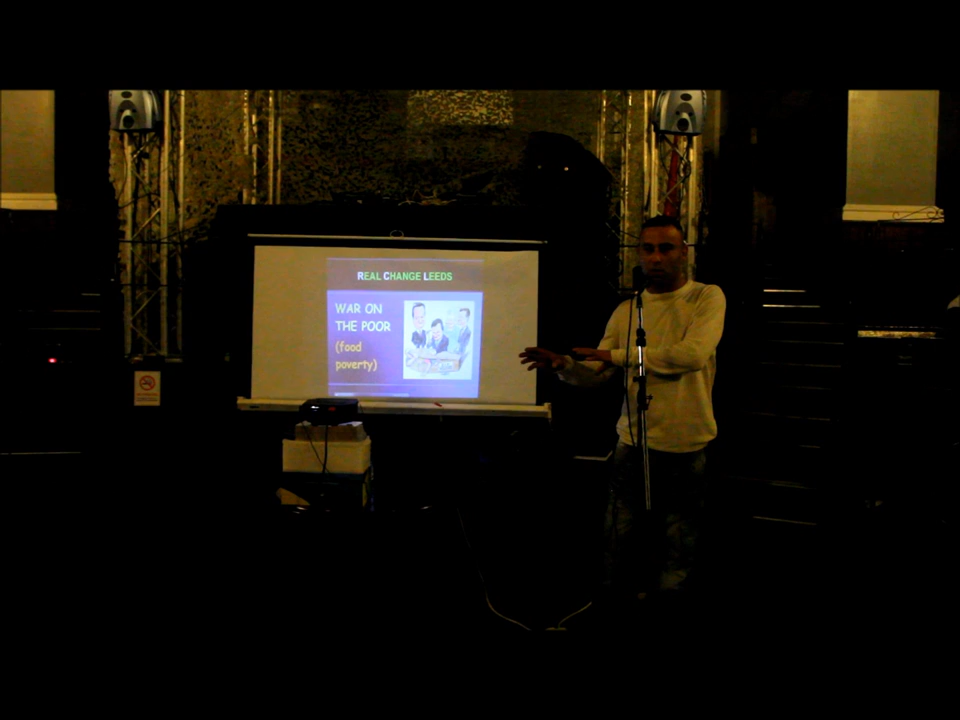 REAL CHANGE LEEDS
WAR ON
THE POOR
(food
poverty)